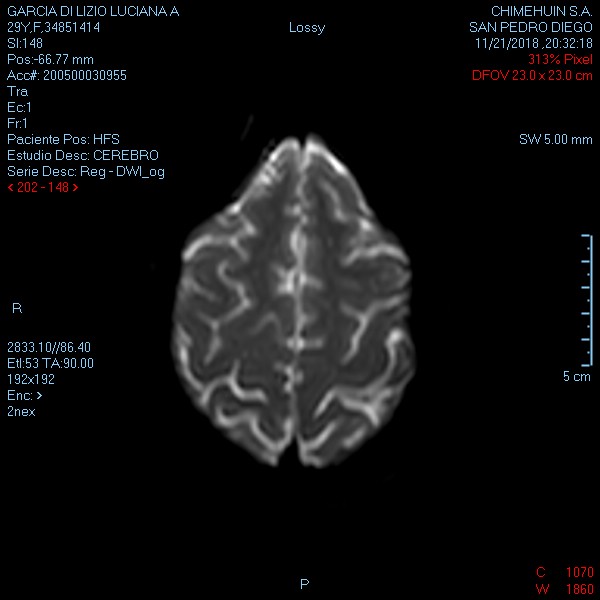 GARCIA DI LIZIO LUCIANA A
29Y,F,34851414
Sl:148
Pos:-66.77 mm
Acc#: 200500030955
Tra
Ec:1
Fr:1
Paciente Pos: HFS
Estudio Desc: CEREBRO
Serie Desc: Reg - DWI_og
< 202 - 148 >
Lossy
CHIMEHUIN S.A.
SAN PEDRO DIEGO
11/21/2018 ,20:32:18
313% Pixel
DFOV 23.0 x 23.0 cm
SW 5.00 mm
R
2833.10//86.40
Etl:53 TA:90.00
192x192
Enc: >
2nex
5 cm
P
C 1070
W 1860